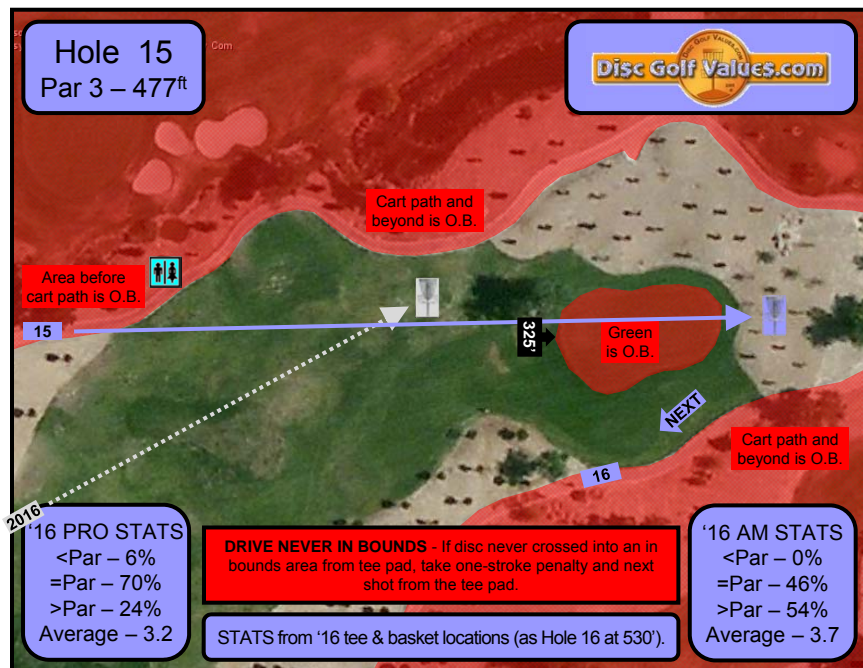 Hole 15
Par 3 – 477ft
Com
Disc Golf Values.com
Cart path and
beyond is O.B.
Area before
cart path is O.B.
15
325'
Green
is O.B.
NEXT
Cart path and
beyond is O.B.
16
2016
‘16 PRO STATS
<Par – 6%
=Par – 70%
>Par – 24%
Average – 3.2
DRIVE NEVER IN BOUNDS - If disc never crossed into an in
bounds area from tee pad, take one-stroke penalty and next
shot from the tee pad.
STATS from ‘16 tee & basket locations (as Hole 16 at 530’).
‘16 AM STATS
<Par – 0%
=Par – 46%
>Par – 54%
Average – 3.7